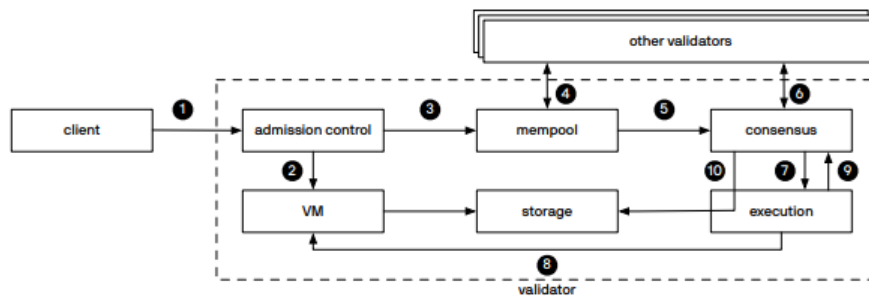 other validators
4
6
1
3
5
client
admission control
mempool
consensus
2
10
7
9
VM
storage
execution
8
validator